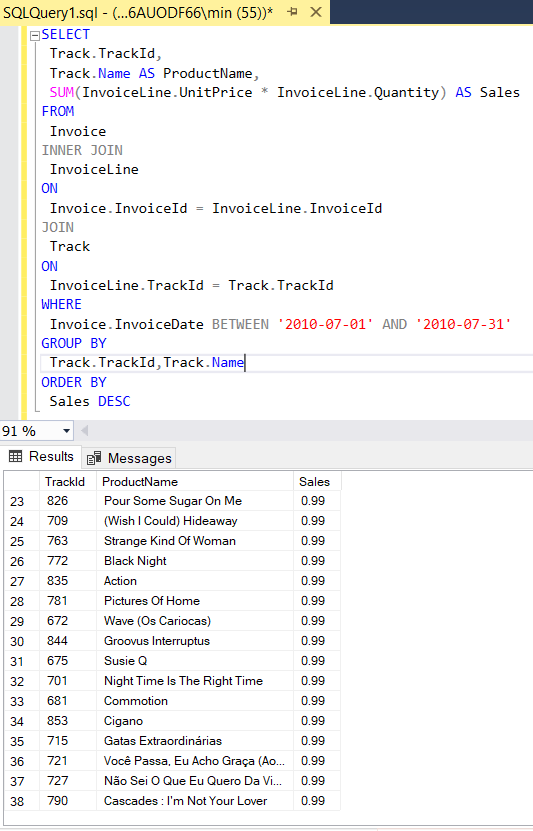 SQLQuery1.sql - (...6AUODF66\min (55))*
SELECT
Track.TrackId,
Track.Name AS ProductName,
SUM(InvoiceLine.UnitPrice * InvoiceLine.Quantity) AS Sales
FROM
Invoice
INNER JOIN
InvoiceLine
ON
Invoice.InvoiceId = InvoiceLine.InvoiceId
JOIN
Track
ON
InvoiceLine.TrackId = Track.TrackId
WHERE
Invoice.InvoiceDate BETWEEN '2010-07-01' AND '2010-07-31'
GROUP BY
Track.TrackId,Track.Name
ORDER BY
Sales DESC
91 %
Results Messages
TrackId ProductName Sales
23 826 Pour Some Sugar On Me 0.99
24 709 (Wish I Could) Hideaway 0.99
25 763 Strange Kind Of Woman 0.99
26 772 Black Night 0.99
27 835 Action 0.99
28 781 Pictures Of Home 0.99
29 672 Wave (Os Cariocas) 0.99
30 844 Groovus Interruptus 0.99
31 675 Susie Q 0.99
32 701 Night Time Is The Right Time 0.99
33 681 Commotion 0.99
34 853 Cigano 0.99
35 715 Gatas Extraordinárias 0.99
36 721 Você Passa, Eu Acho Graça (Ao... 0.99
37 727 Não Sei O Que Eu Quero Da Vi... 0.99
38 790 Cascades : I'm Not Your Lover 0.99